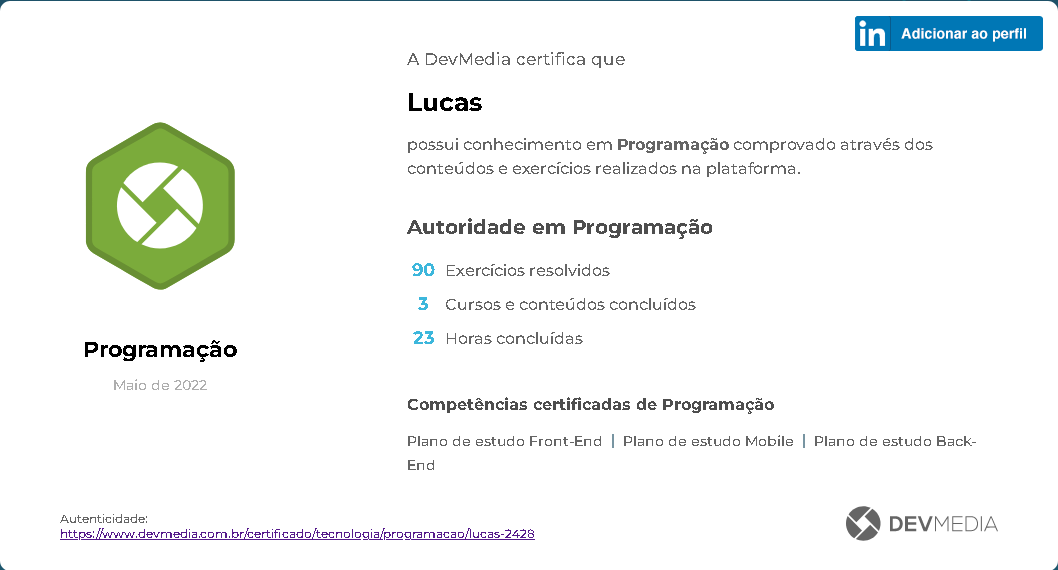 in Adicionar ao perfil
A DevMedia certifica que
Lucas
possui conhecimento em Programação comprovado através dos
conteúdos e exercícios realizados na plataforma.
Autoridade em Programação
90 Exercícios resolvidos
3 Cursos e conteúdos concluídos
23 Horas concluídas
Programação
Maio de 2022
Competências certificadas de Programação
Plano de estudo Front-End | Plano de estudo Mobile | Plano de estudo Back-
End
Autenticidade:
https://www.devmedia.com.br/certificado/tecnologia/programacao/lucas-2428
DEVMEDIA